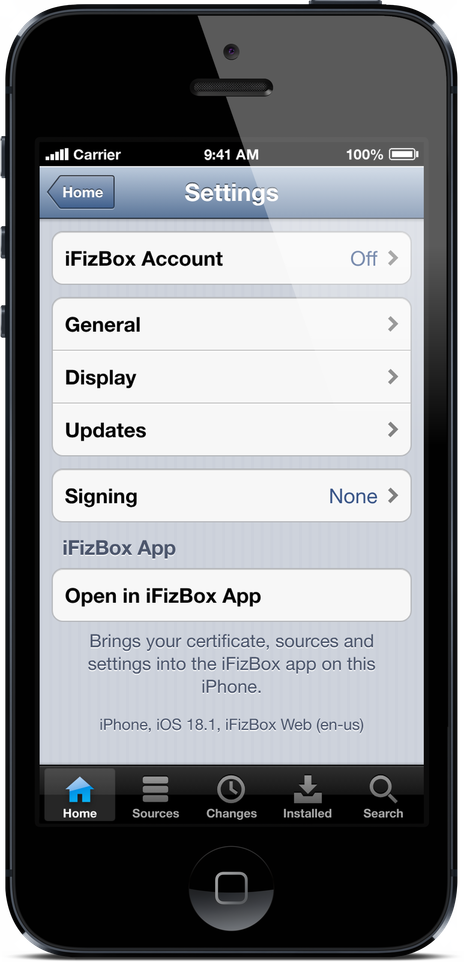 Carrier 9:41 AM 100%
Home Settings
iFizBox Account Off
General
Display
Updates
Signing None
iFizBox App
Open in iFizBox App
Brings your certificate, sources and
settings into the iFizBox app on this
iPhone.
iPhone, iOS 18.1, iFizBox Web (en-us)
Home Sources Changes Installed Search